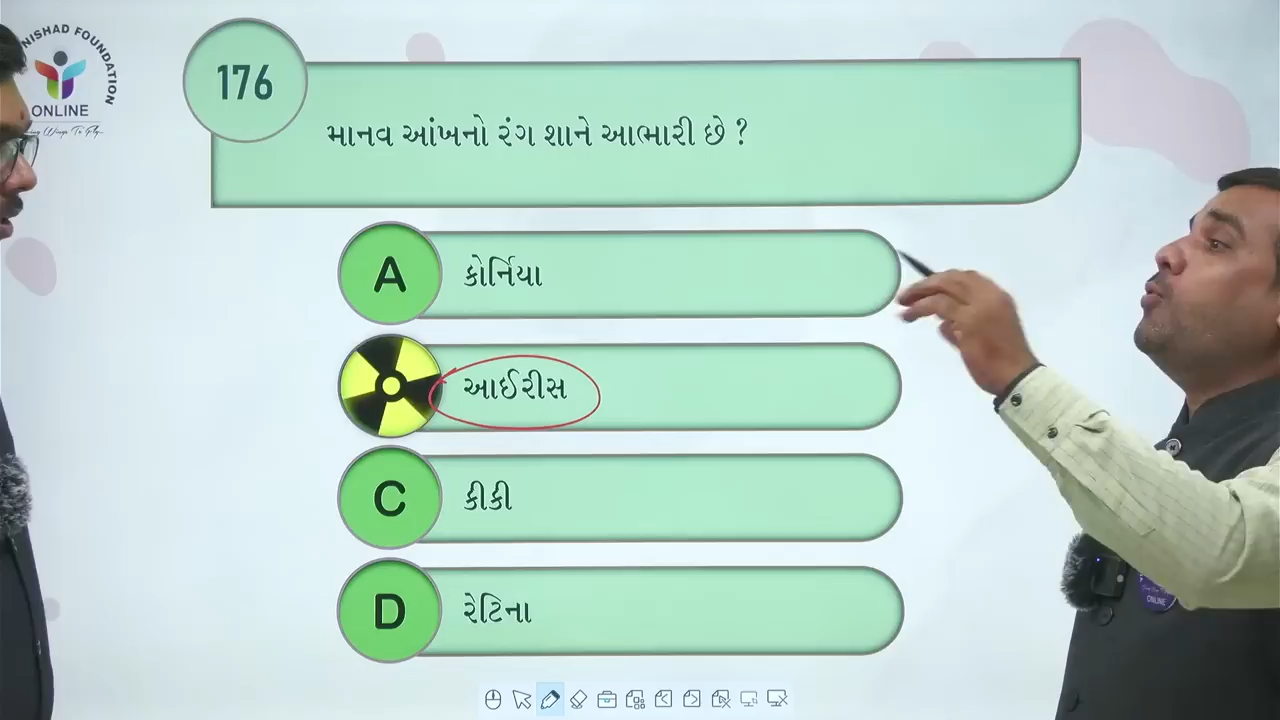 NISHAD FOUNDATION
ONLINE
176
માનવ આંખનો રંગ શાને આભારી છે ?
A
કોર્નિયા
આઈરીસ
C
કીકી
D
રેટિના
ONLINE